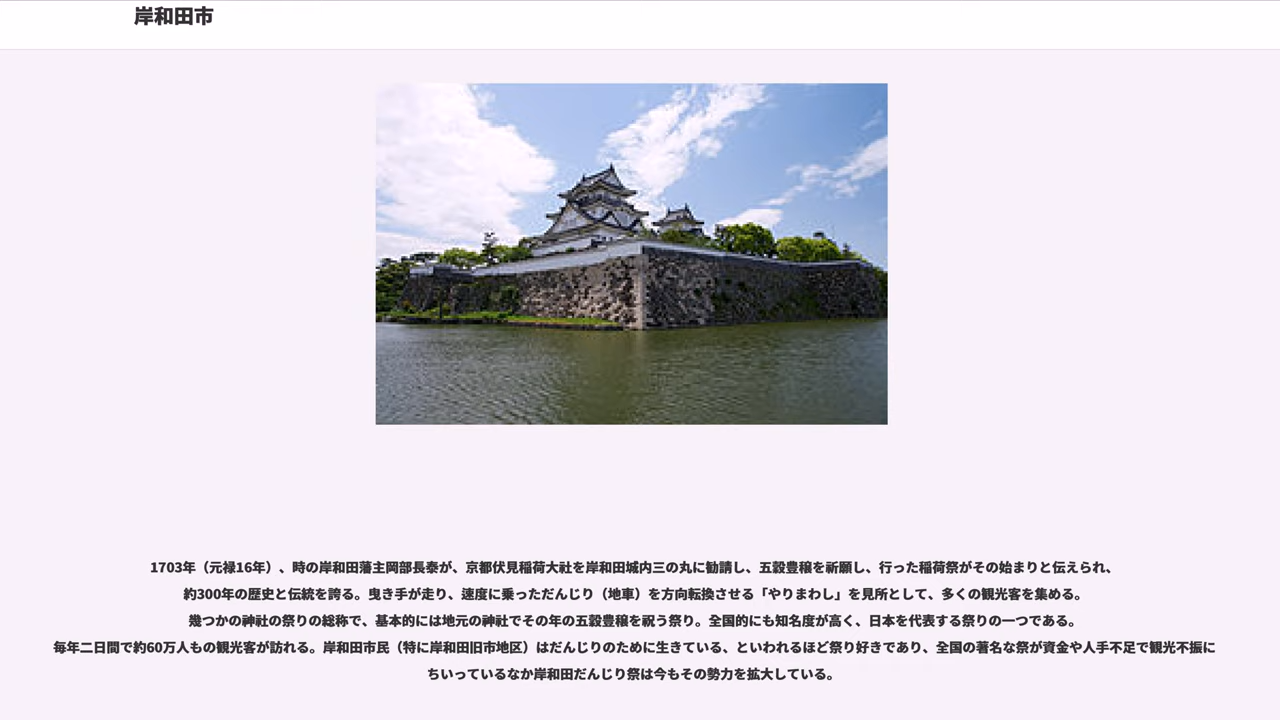 岸和田市
1703年（元禄16年）、時の岸和田藩主岡部長泰が、京都伏見稲荷大社を岸和田城内三の丸に勧請し、五穀豊穣を祈願し、行った稲荷祭がその始まりと伝えられ、
約300年の歴史と伝統を誇る。曳き手が走り、速度に乗っただんじり（地車）を方向転換させる「やりまわし」を見所として、多くの観光客を集める。
幾つかの神社の祭りの総称で、基本的には地元の神社でその年の五穀豊穣を祝う祭り。全国的にも知名度が高く、日本を代表する祭りの一つである。
毎年二日間で約60万人もの観光客が訪れる。岸和田市民（特に岸和田旧市地区）はだんじりのために生きている、といわれるほど祭り好きであり、全国の著名な祭が資金や人手不足で観光不振に
ちいっているなか岸和田だんじり祭は今もその勢力を拡大している。